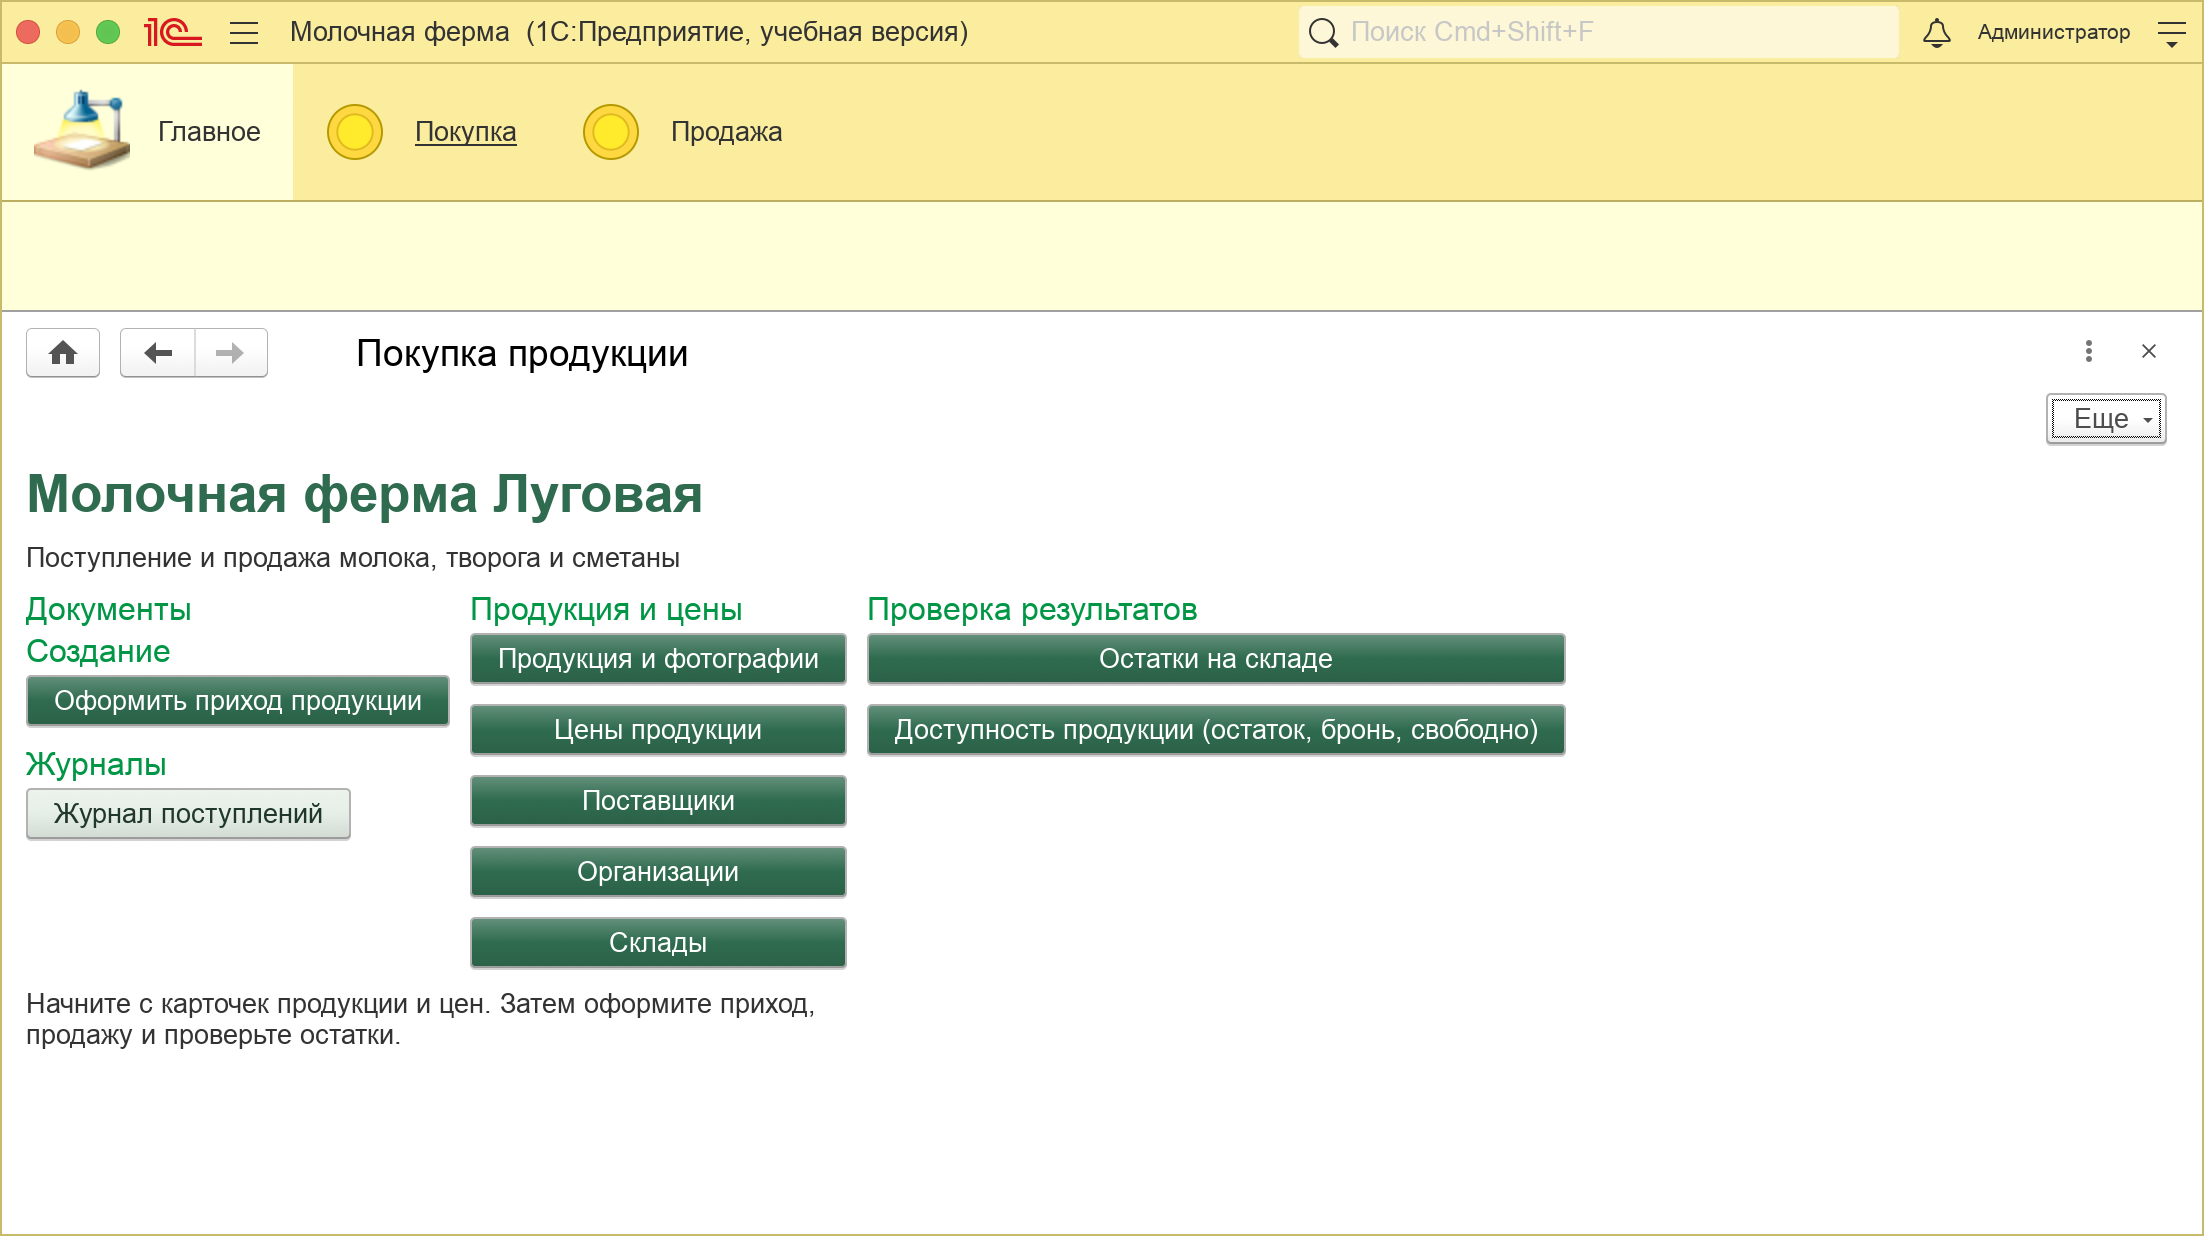 1С Молочная ферма (1С:Предприятие, учебная версия) Поиск Cmd+Shift+F Администратор
Главное Покупка Продажа
Покупка продукции
Еще
Молочная ферма Луговая
Поступление и продажа молока, творога и сметаны
Документы
Создание
Оформить приход продукции
Журналы
Журнал поступлений
Продукция и цены
Продукция и фотографии
Цены продукции
Поставщики
Организации
Склады
Проверка результатов
Остатки на складе
Доступность продукции (остаток, бронь, свободно)
Начните с карточек продукции и цен. Затем оформите приход,
продажу и проверьте остатки.